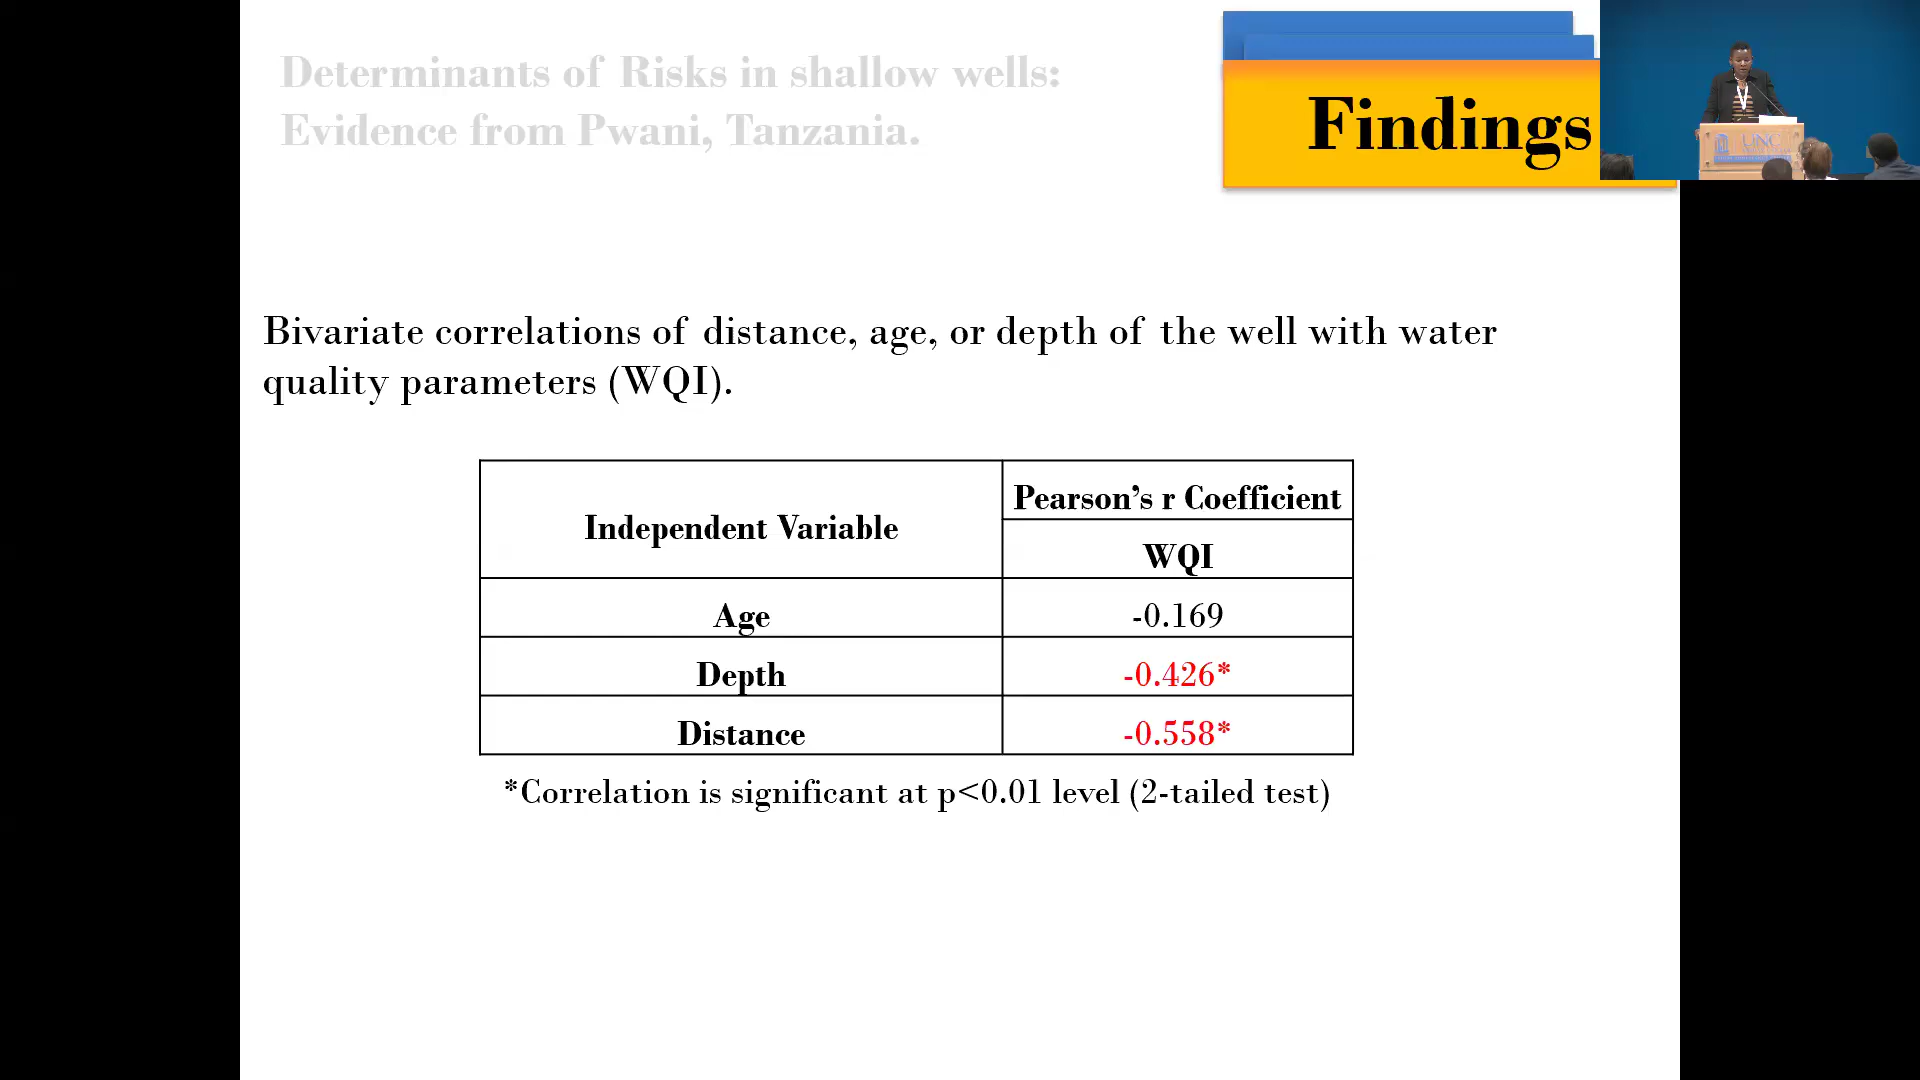 Determinants of Risks in shallow wells:
Evidence from Pwani, Tanzania.
Findings
UNC
Bivariate correlations of distance, age, or depth of the well with water
quality parameters (WQI).
Independent Variable
Pearson's r Coefficient
WQI
Age
-0.169
Depth
-0.426*
Distance
-0.558*
*Correlation is significant at p<0.01 level (2-tailed test)